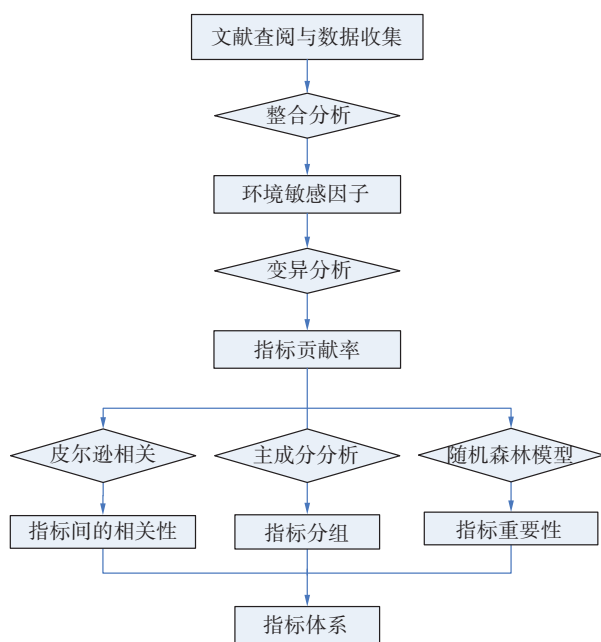 文献查阅与数据收集
整合分析
环境敏感因子
变异分析
指标贡献率
皮尔逊相关
主成分分析
随机森林模型
指标间的相关性
指标分组
指标重要性
指标体系